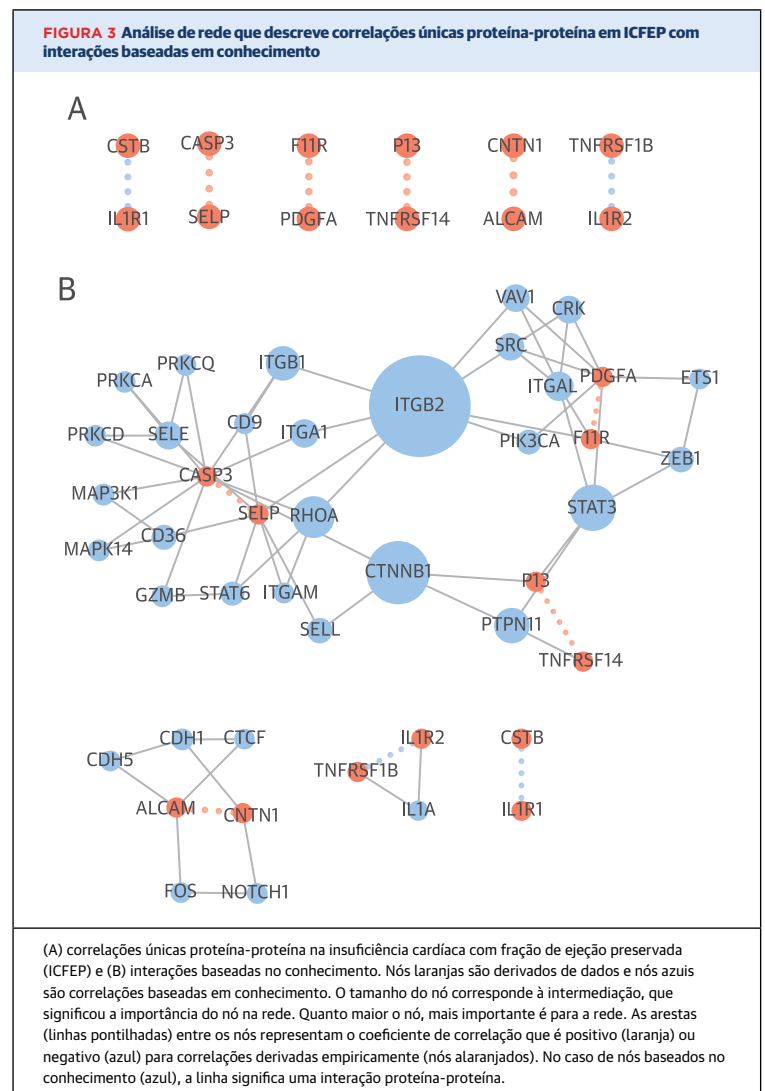 FIGURA 3 Análise de rede que descreve correlações únicas proteína-proteína em ICFEP com
interações baseadas em conhecimento
A
CSTB CASP3 F11R P13 CNTN1 TNFRSF1B
IL1R1 SELP PDGFA TNFRSF14 ALCAM IL1R2
B
VAV1
CRK
SRC
PRKCQ ITGB1
PRKCA
ITGB2
ITGAL PDGFA ETS1
PRKCD SELE CD9 ITGA1
PIK3CA F11R
ZEB1
CASP3
MAP3K1
SELP RHOA STAT3
MAPK14 CD36
CTNNB1
P13
GZMB STAT6 ITGAM
SELL PTPN11
TNFRSF14
CDH1 CTCF IL1R2 CSTB
CDH5
TNFRSF1B
ALCAM CNTN1 IL1A IL1R1
FOS NOTCH1
(A) correlações únicas proteína-proteína na insuficiência cardíaca com fração de ejeção preservada
(ICFEP) e (B) interações baseadas no conhecimento. Nós laranjas são derivados de dados e nós azuis
são correlações baseadas em conhecimento. O tamanho do nó corresponde à intermediação, que
significou a importância do nó na rede. Quanto maior o nó, mais importante é para a rede. As arestas
(linhas pontilhadas) entre os nós representam o coeficiente de correlação que é positivo (laranja) ou
negativo (azul) para correlações derivadas empiricamente (nós alaranjados). No caso de nós baseados no
conhecimento (azul), a linha significa uma interação proteína-proteína.